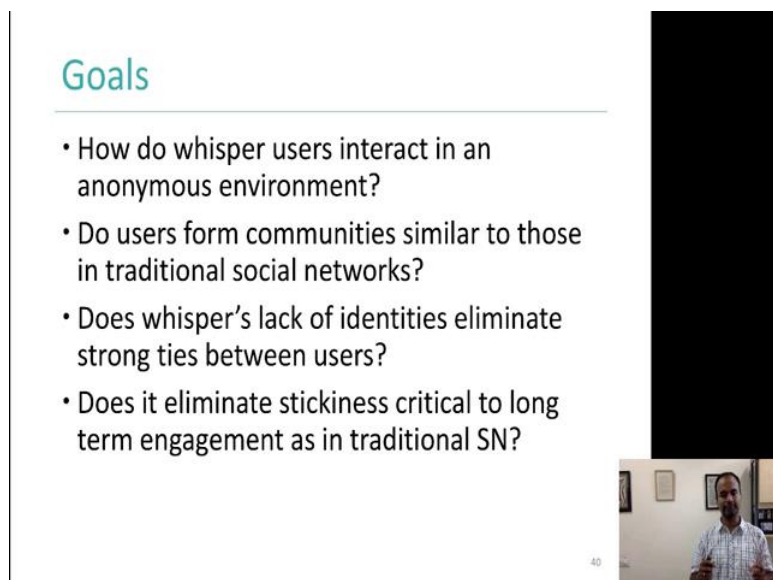 Goals
• How do whisper users interact in an
anonymous environment?
• Do users form communities similar to those
in traditional social networks?
• Does whisper's lack of identities eliminate
strong ties between users?
• Does it eliminate stickiness critical to long
term engagement as in traditional SN?
40